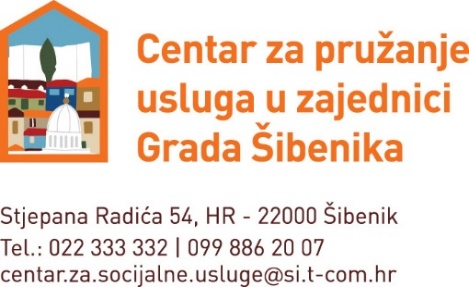 Centar za pružanje
usluga u zajednici
Grada Šibenika
Stjepana Radića 54, HR - 22000 Šibenik
Tel.: 022 333 332 | 099 886 20 07
centar.za.socijalne.usluge@si.t-com.hr